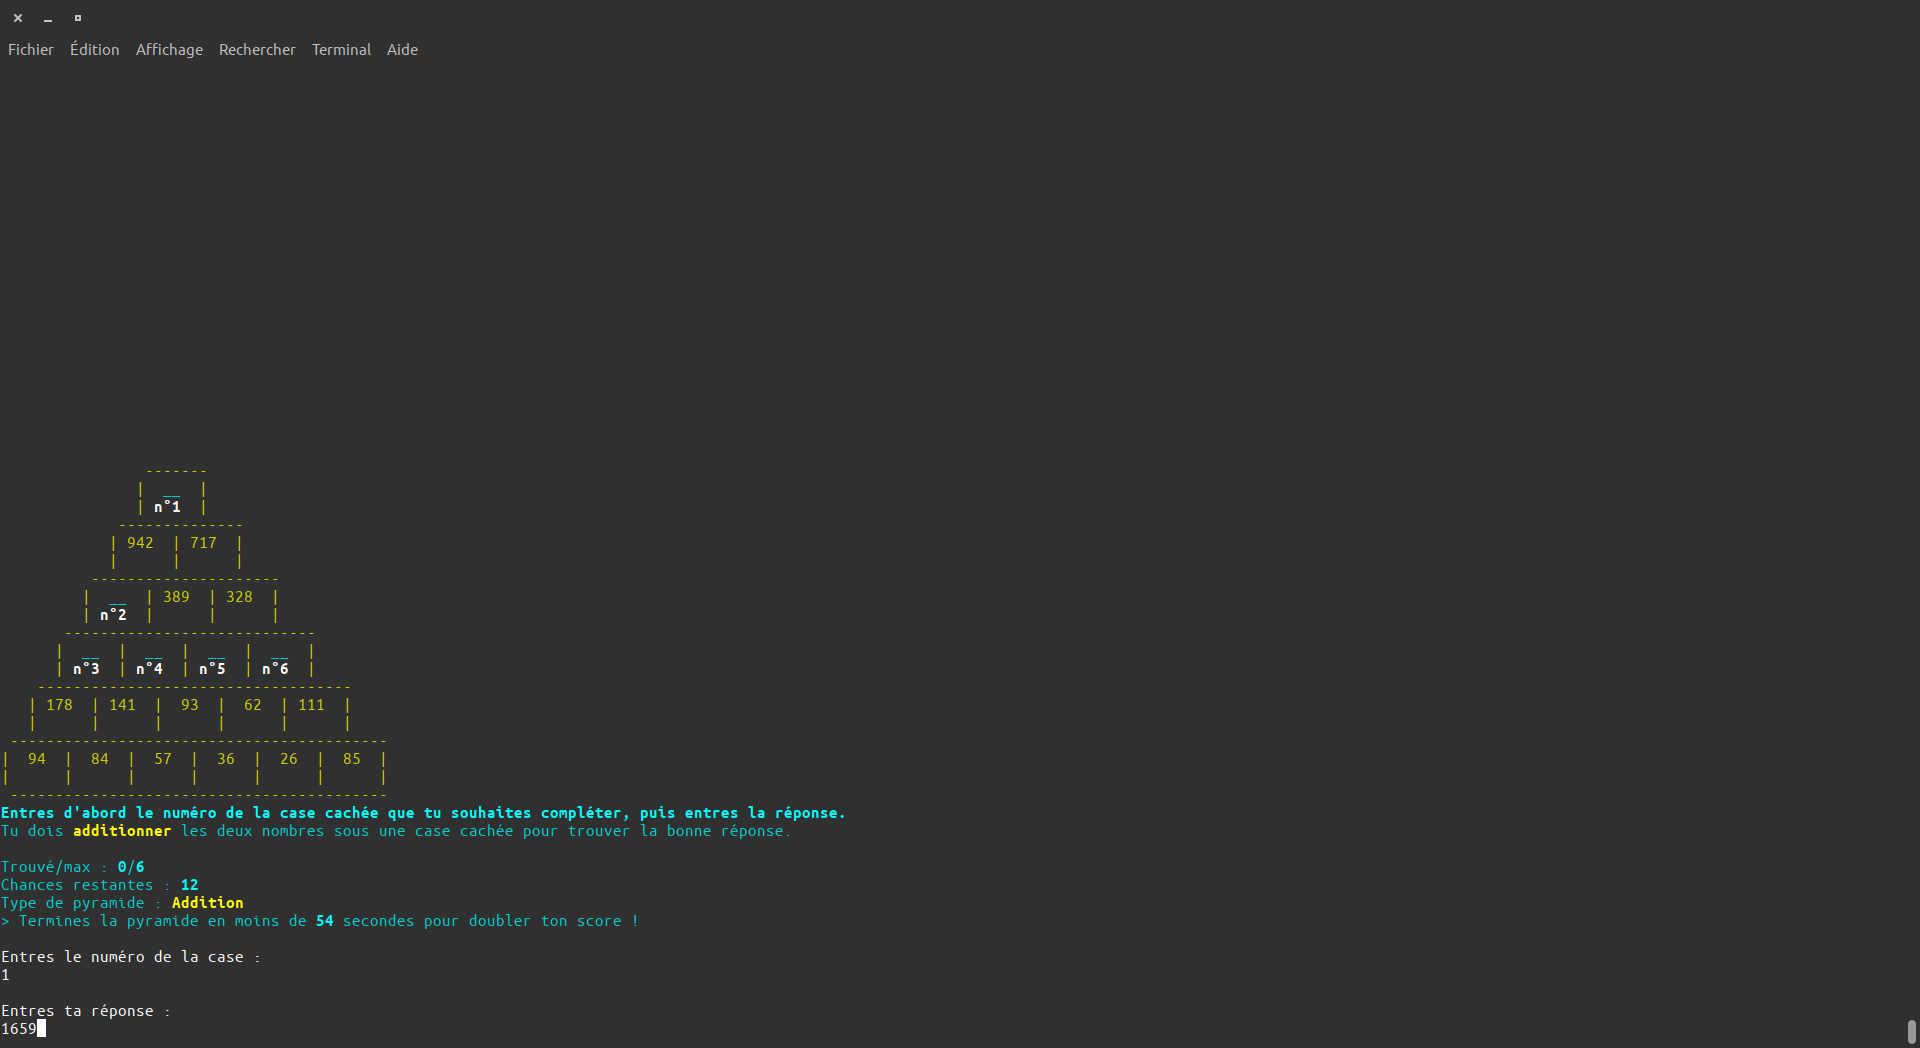 Fichier Édition Affichage Rechercher Terminal Aide
-------
| __ |
| n°1 |
--------------
| 942 | 717 |
| | |
---------------------
| __ | 389 | 328 |
| n°2 | | |
----------------------------
| __ | __ | __ | __ |
| n°3 | n°4 | n°5 | n°6 |
-----------------------------------
| 178 | 141 | 93 | 62 | 111 |
| | | | | |
------------------------------------------
| 94 | 84 | 57 | 36 | 26 | 85 |
| | | | | | |
------------------------------------------
Entres d'abord le numéro de la case cachée que tu souhaites compléter, puis entres la réponse.
Tu dois additionner les deux nombres sous une case cachée pour trouver la bonne réponse.
Trouvé/max : 0/6
Chances restantes : 12
Type de pyramide : Addition
> Termines la pyramide en moins de 54 secondes pour doubler ton score !
Entres le numéro de la case :
1
Entres ta réponse :
1659